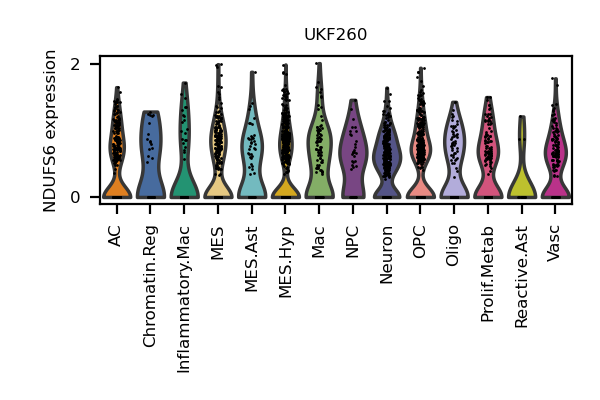 UKF260
NDUFS6 expression
2
0
AC
Chromatin.Reg
Inflammatory.Mac
MES
MES.Ast
MES.Hyp
Mac
NPC
Neuron
OPC
Oligo
Prolif.Metab
Reactive.Ast
Vasc